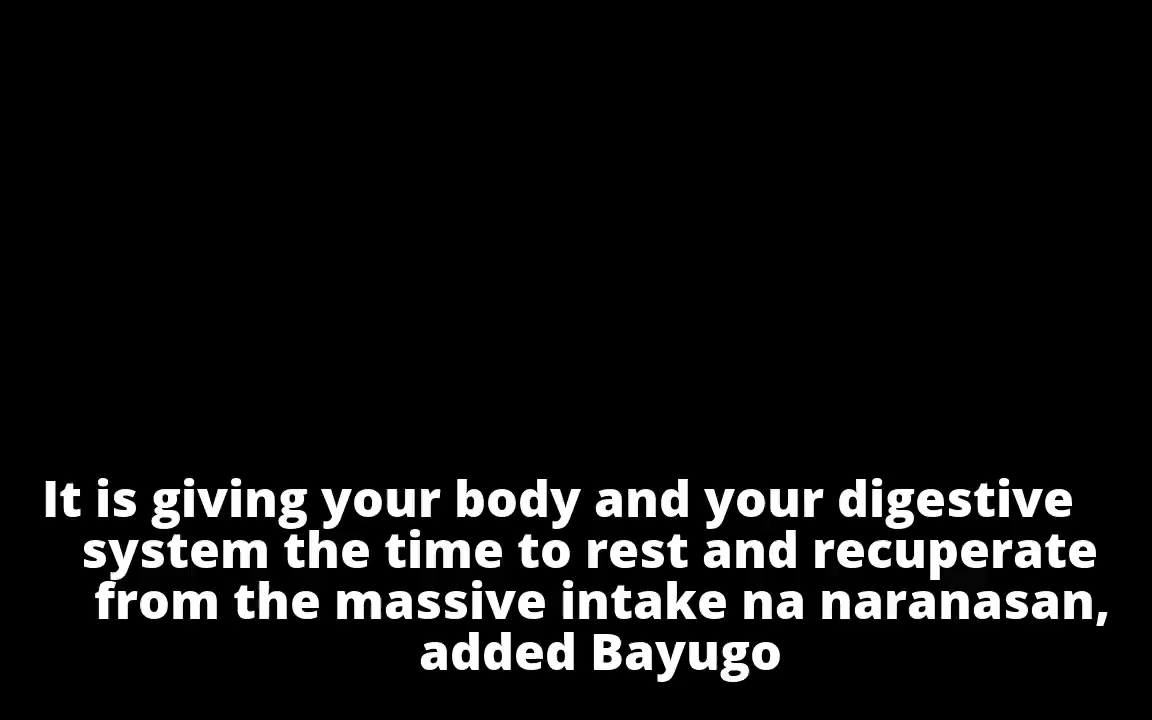 It is giving your body and your digestive
system the time to rest and recuperate
from the massive intake na naranasan,
added Bayugo